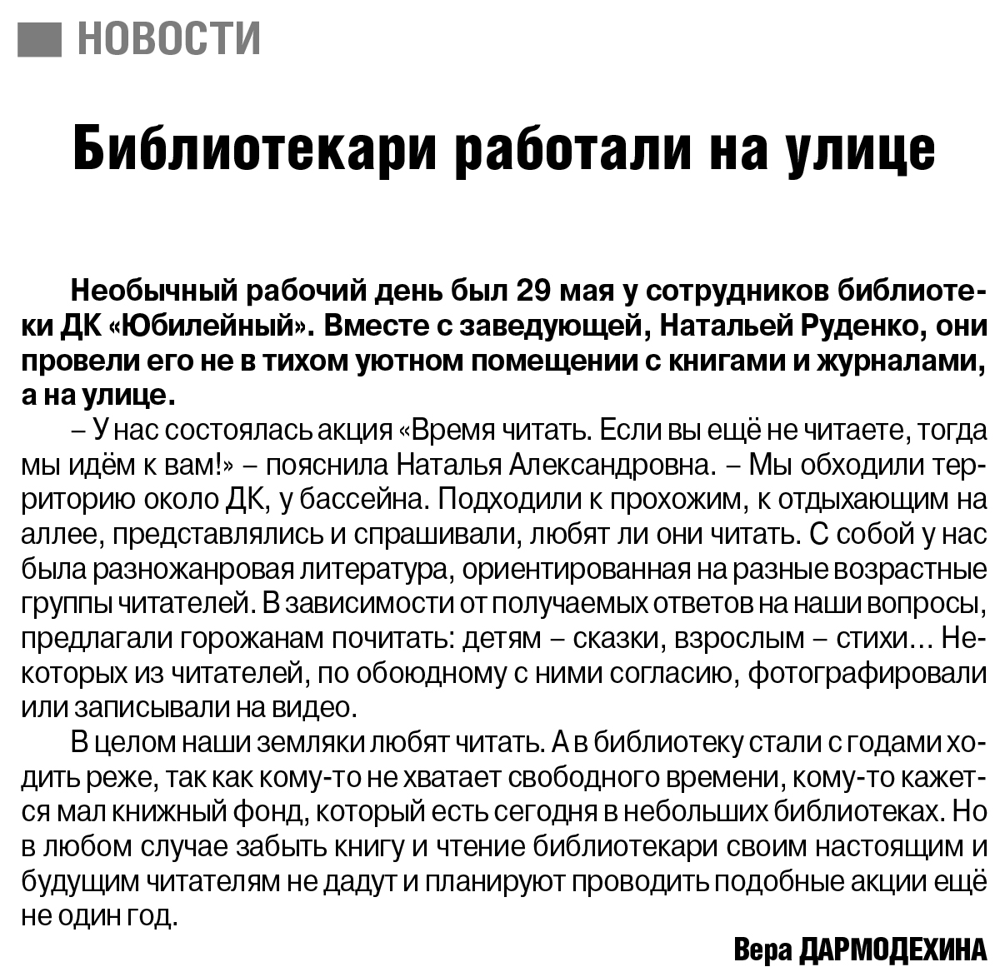 НОВОСТИ
Библиотекари работали на улице
Необычный рабочий день был 29 мая у сотрудников библиоте-
ки ДК «Юбилейный». Вместе с заведующей, Натальей Руденко, они
провели его не в тихом уютном помещении с книгами и журналами,
а на улице.
– У нас состоялась акция «Время читать. Если вы ещё не читаете, тогда
мы идём к вам!» – пояснила Наталья Александровна. – Мы обходили тер-
риторию около ДК, у бассейна. Подходили к прохожим, к отдыхающим на
аллее, представлялись и спрашивали, любят ли они читать. С собой у нас
была разножанровая литература, ориентированная на разные возрастные
группы читателей. В зависимости от получаемых ответов на наши вопросы,
предлагали горожанам почитать: детям – сказки, взрослым – стихи... Не-
которых из читателей, по обоюдному с ними согласию, фотографировали
или записывали на видео.
В целом наши земляки любят читать. А в библиотеку стали с годами хо-
дить реже, так как кому-то не хватает свободного времени, кому-то кажет-
ся мал книжный фонд, который есть сегодня в небольших библиотеках. Но
в любом случае забыть книгу и чтение библиотекари своим настоящим и
будущим читателям не дадут и планируют проводить подобные акции ещё
не один год.
Вера ДАРМОДЕХИНА